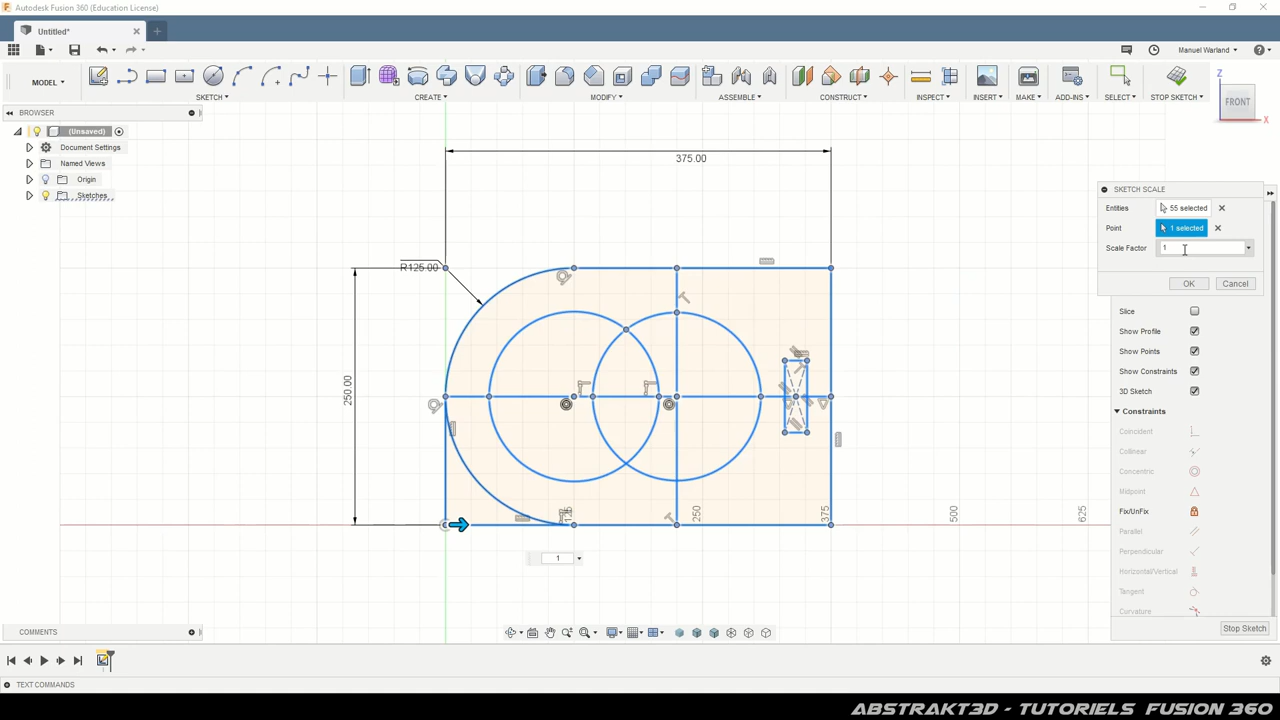 Autodesk Fusion 360 (Education License)
Untitled*
Manuel Warland
MODEL
SKETCH
CREATE
MODIFY
ASSEMBLE
CONSTRUCT
INSPECT
INSERT
MAKE
ADD-INS
SELECT
STOP SKETCH
Z
FRONT
X
BROWSER
(Unsaved)
Document Settings
Named Views
Origin
Sketches
375.00
R125.00
250.00
125
250
375
500
625
1
SKETCH SCALE
Entities
55 selected
Point
1 selected
Scale Factor
1
OK
Cancel
Slice
Show Profile
Show Points
Show Constraints
3D Sketch
Constraints
Coincident
Collinear
Concentric
Midpoint
Fix/UnFix
Parallel
Perpendicular
Horizontal/Vertical
Tangent
Curvature
Stop Sketch
COMMENTS
TEXT COMMANDS
ABSTRAKT3D - TUTORIELS FUSION 360